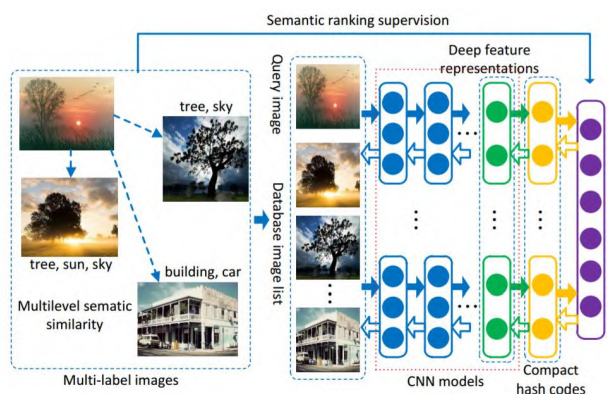 Semantic ranking supervision
Deep feature
representations
tree, sky
tree, sun, sky
building, car
Multilevel sematic
similarity
Multi-label images
Query image
Database image list
CNN models
Compact
hash codes